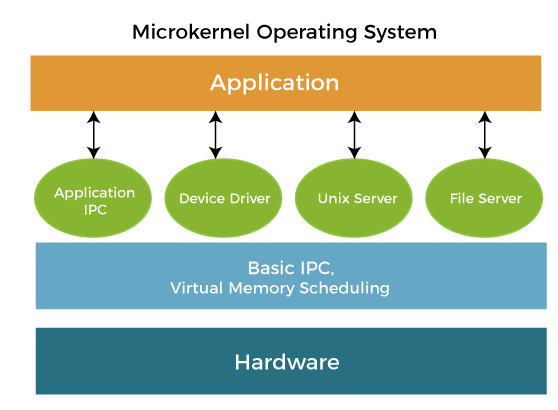 Microkernel Operating System
Application
Application
IPC
Device Driver
Unix Server
File Server
Basic IPC,
Virtual Memory Scheduling
Hardware